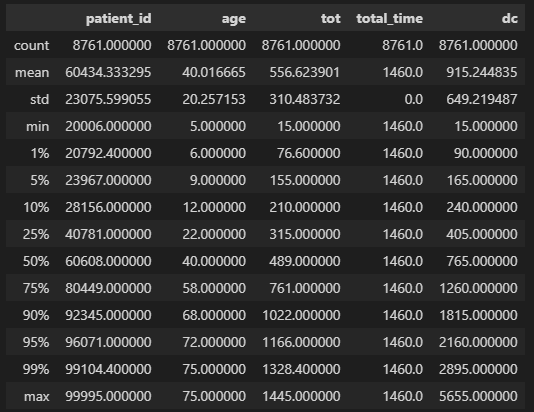 patient_id age tot total_time dc
count 8761.000000 8761.000000 8761.000000 8761.0 8761.000000
mean 60434.333295 40.016665 556.623901 1460.0 915.244835
std 23075.599055 20.257153 310.483732 0.0 649.219487
min 20006.000000 5.000000 15.000000 1460.0 15.000000
1% 20792.400000 6.000000 76.600000 1460.0 90.000000
5% 23967.000000 9.000000 155.000000 1460.0 165.000000
10% 28156.000000 12.000000 210.000000 1460.0 240.000000
25% 40781.000000 22.000000 315.000000 1460.0 405.000000
50% 60608.000000 40.000000 489.000000 1460.0 765.000000
75% 80449.000000 58.000000 761.000000 1460.0 1260.000000
90% 92345.000000 68.000000 1022.000000 1460.0 1815.000000
95% 96071.000000 72.000000 1166.000000 1460.0 2160.000000
99% 99104.400000 75.000000 1328.400000 1460.0 2895.000000
max 99995.000000 75.000000 1445.000000 1460.0 5655.000000